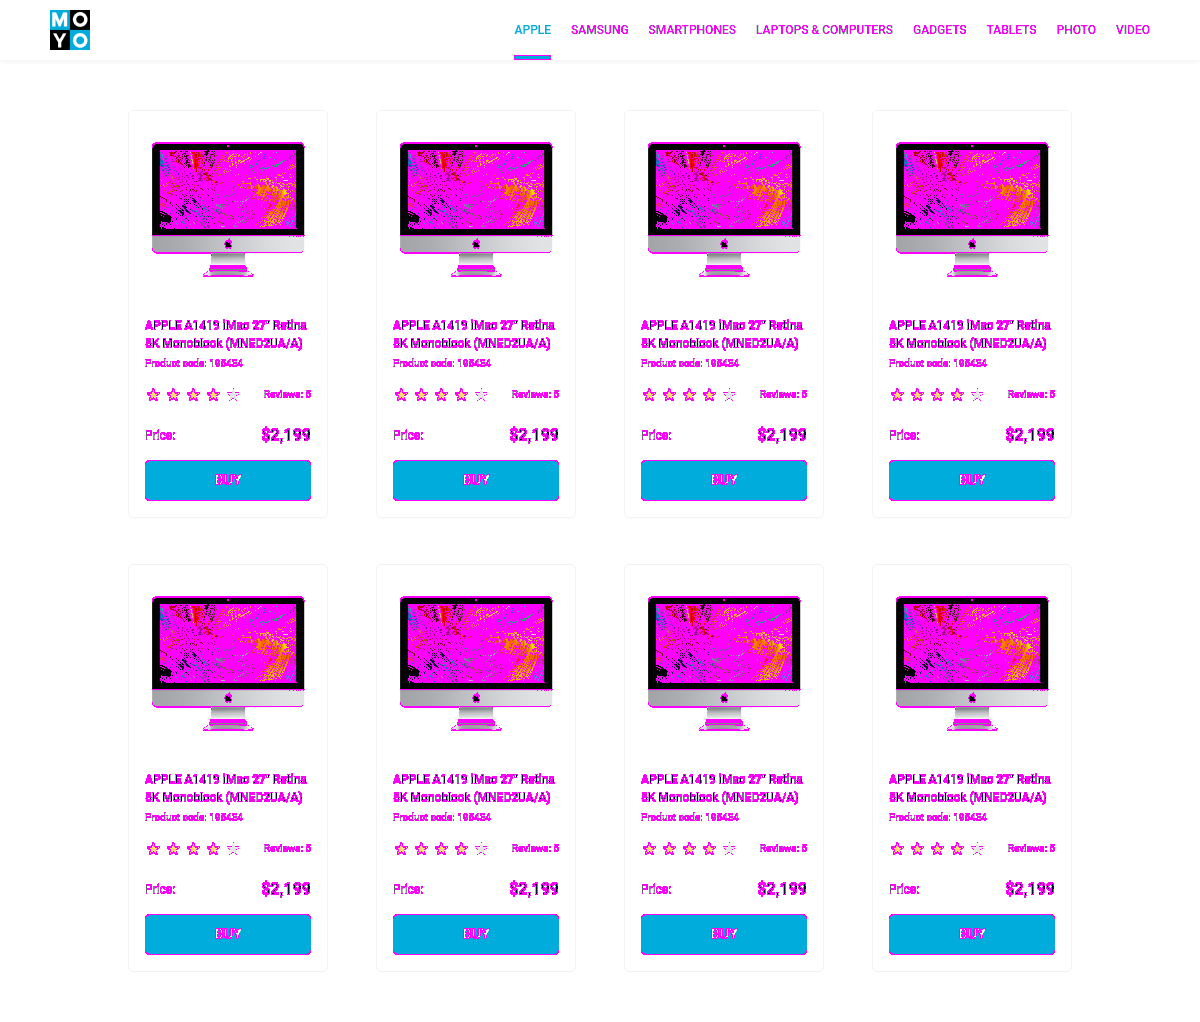 MO
YO
APPLE SAMSUNG SMARTPHONES LAPTOPS & COMPUTERS GADGETS TABLETS PHOTO VIDEO
APPLE A1419 iMac 27" Retina APPLE A1419 iMac 27" Retina APPLE A1419 iMac 27" Retina APPLE A1419 iMac 27" Retina
5K Monoblock (MNED2UA/A) 5K Monoblock (MNED2UA/A) 5K Monoblock (MNED2UA/A) 5K Monoblock (MNED2UA/A)
Product code: 195434 Product code: 195434 Product code: 195434 Product code: 195434
Reviews: 5 Reviews: 5 Reviews: 5 Reviews: 5
Price: $2,199 Price: $2,199 Price: $2,199 Price: $2,199
BUY BUY BUY BUY
APPLE A1419 iMac 27" Retina APPLE A1419 iMac 27" Retina APPLE A1419 iMac 27" Retina APPLE A1419 iMac 27" Retina
5K Monoblock (MNED2UA/A) 5K Monoblock (MNED2UA/A) 5K Monoblock (MNED2UA/A) 5K Monoblock (MNED2UA/A)
Product code: 195434 Product code: 195434 Product code: 195434 Product code: 195434
Reviews: 5 Reviews: 5 Reviews: 5 Reviews: 5
Price: $2,199 Price: $2,199 Price: $2,199 Price: $2,199
BUY BUY BUY BUY